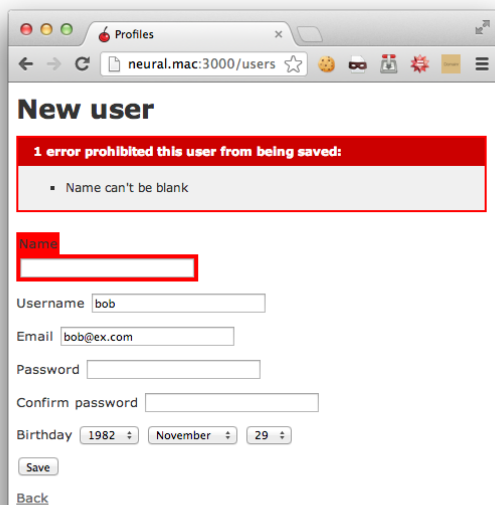 Profiles
neural.mac:3000/users
New user
1 error prohibited this user from being saved:
Name can't be blank
Name
Username bob
Email bob@ex.com
Password
Confirm password
Birthday 1982 November 29
Save
Back